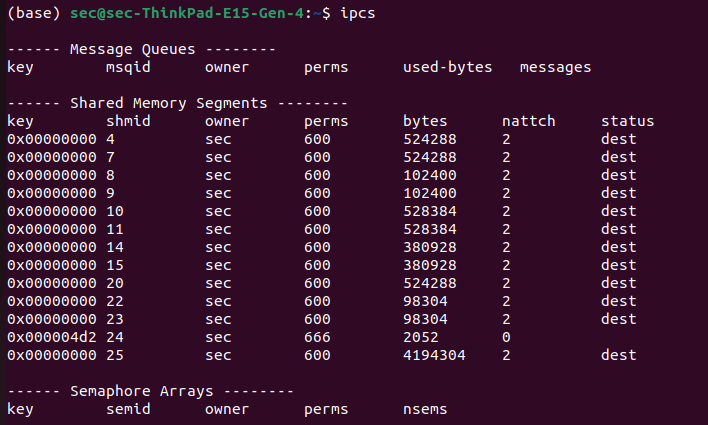 (base) sec@sec-ThinkPad-E15-Gen-4:~$ ipcs
------ Message Queues --------
key        msqid      owner      perms      used-bytes   messages
------ Shared Memory Segments --------
key        shmid      owner      perms      bytes      nattch     status
0x00000000 4          sec        600        524288     2          dest
0x00000000 7          sec        600        524288     2          dest
0x00000000 8          sec        600        102400     2          dest
0x00000000 9          sec        600        102400     2          dest
0x00000000 10         sec        600        528384     2          dest
0x00000000 11         sec        600        528384     2          dest
0x00000000 14         sec        600        380928     2          dest
0x00000000 15         sec        600        380928     2          dest
0x00000000 20         sec        600        524288     2          dest
0x00000000 22         sec        600        98304      2          dest
0x00000000 23         sec        600        98304      2          dest
0x000004d2 24         sec        666        2052       0
0x00000000 25         sec        600        4194304    2          dest
------ Semaphore Arrays --------
key        semid      owner      perms      nsems